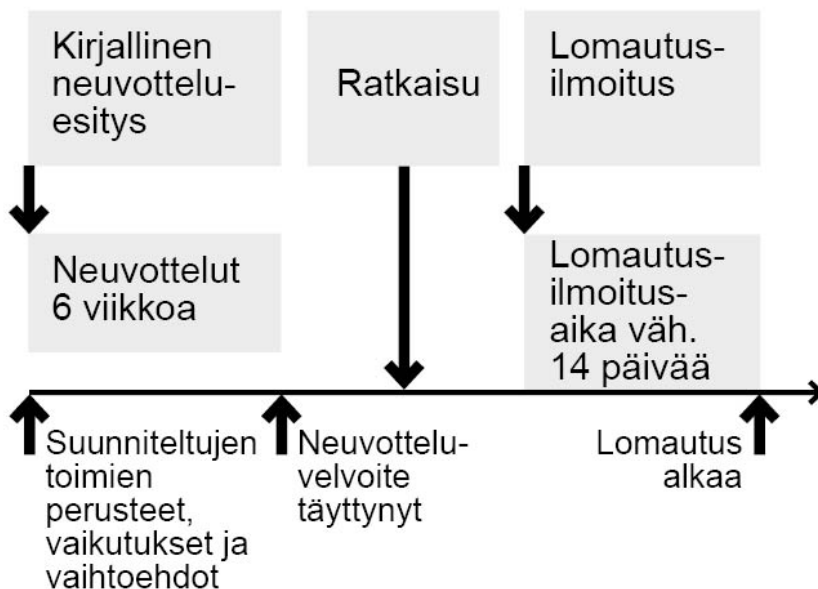 Kirjallinen
neuvottelu-
esitys
Ratkaisu
Lomautus-
ilmoitus
Neuvottelut
6 viikkoa
Lomautus-
ilmoitus-
aika väh.
14 päivää
Suunniteltujen
toimien
perusteet,
vaikutukset ja
vaihtoehdot
Neuvottelu-
velvoite
täyttynyt
Lomautus
alkaa